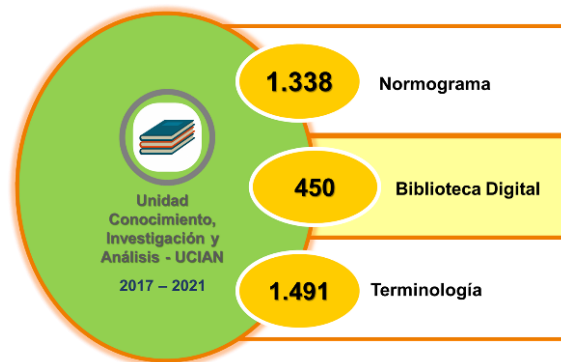 Unidad
Conocimiento,
Investigación y
Análisis - UCIAN
2017 – 2021
1.338 Normograma
450 Biblioteca Digital
1.491 Terminología